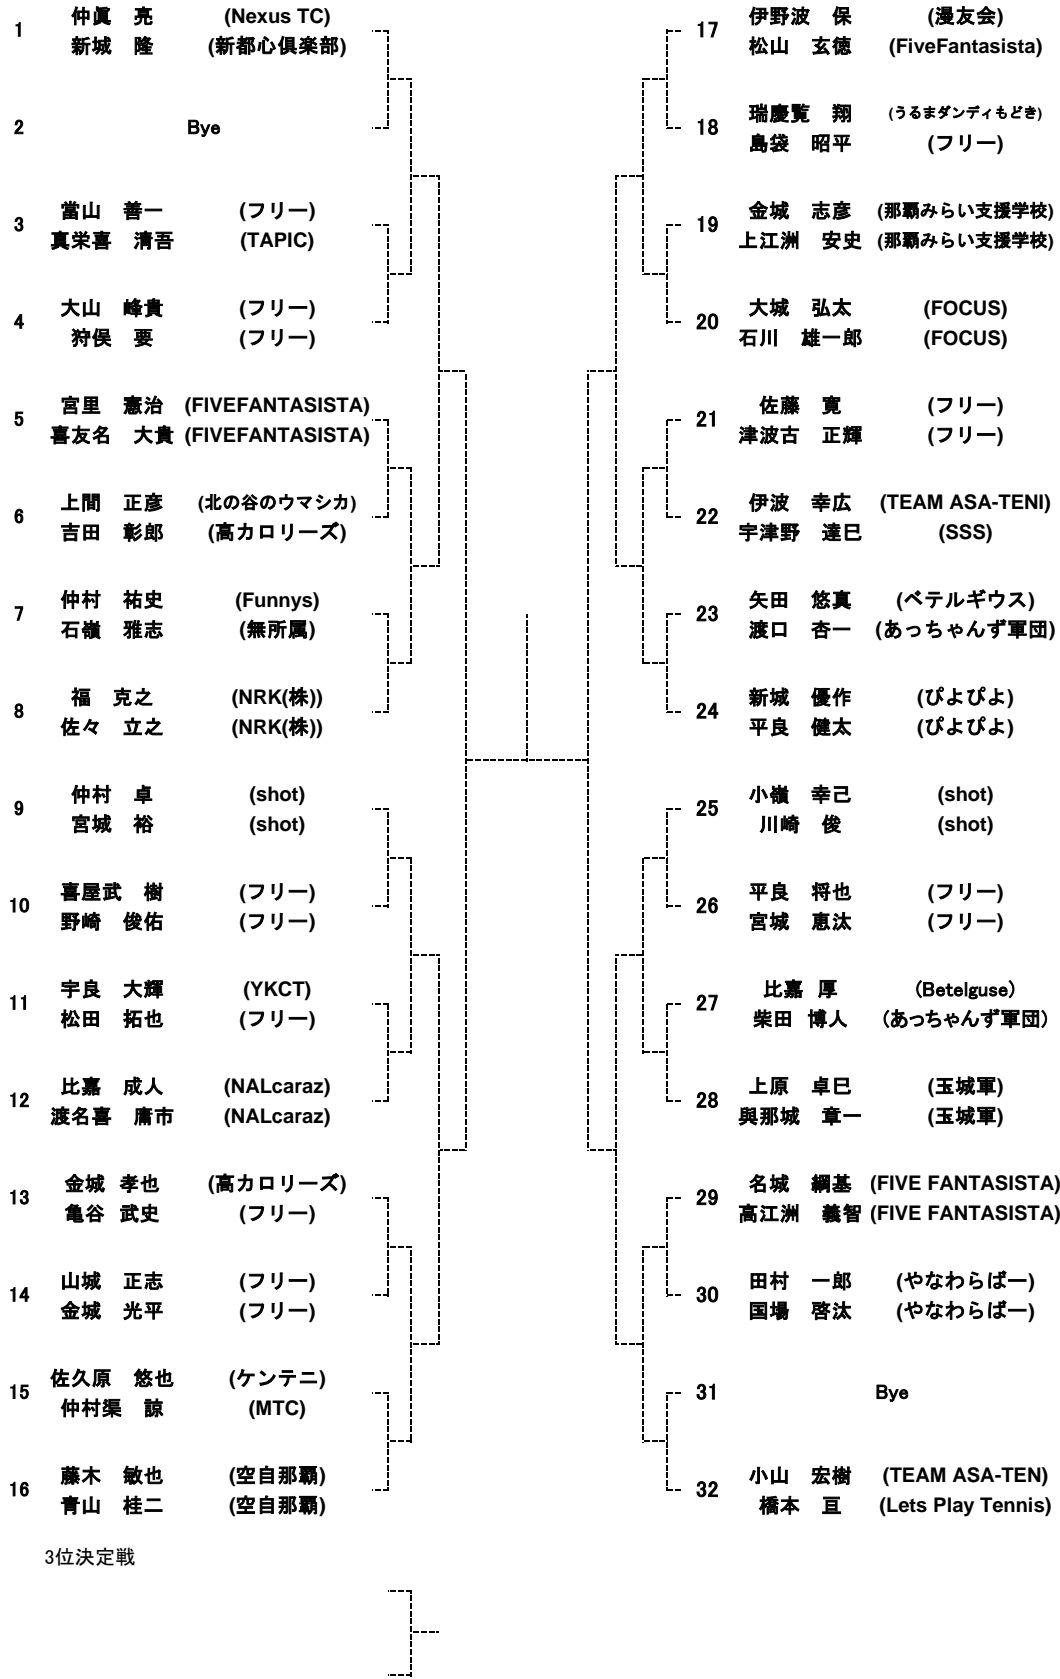 1 仲眞 亮 (Nexus TC)
新城 隆 (新都心倶楽部)
2 Bye
3 當山 善一 (フリー)
真栄喜 清吾 (TAPIC)
4 大山 峰貴 (フリー)
狩俣 要 (フリー)
5 宮里 憲治 (FIVEFANTASISTA)
喜友名 大貴 (FIVEFANTASISTA)
6 上間 正彦 (北の谷のウマシカ)
吉田 彰郎 (高カロリーズ)
7 仲村 祐史 (Funnys)
石嶺 雅志 (無所属)
8 福 克之 (NRK(株))
佐々 立之 (NRK(株))
9 仲村 卓 (shot)
宮城 裕 (shot)
10 喜屋武 樹 (フリー)
野崎 俊佑 (フリー)
11 宇良 大輝 (YKCT)
松田 拓也 (フリー)
12 比嘉 成人 (NALcaraz)
渡名喜 庸市 (NALcaraz)
13 金城 孝也 (高カロリーズ)
亀谷 武史 (フリー)
14 山城 正志 (フリー)
金城 光平 (フリー)
15 佐久原 悠也 (ケンテニ)
仲村渠 諒 (MTC)
16 藤木 敏也 (空自那覇)
青山 桂二 (空自那覇)
17 伊野波 保 (漫友会)
松山 玄徳 (FiveFantasista)
18 瑞慶覧 翔 (うるまダンディもどき)
島袋 昭平 (フリー)
19 金城 志彦 (那覇みらい支援学校)
上江洲 安史 (那覇みらい支援学校)
20 大城 弘太 (FOCUS)
石川 雄一郎 (FOCUS)
21 佐藤 寛 (フリー)
津波古 正輝 (フリー)
22 伊波 幸広 (TEAM ASA-TENI)
宇津野 達巳 (SSS)
23 矢田 悠真 (ベテルギウス)
渡口 杏一 (あっちゃんず軍団)
24 新城 優作 (ぴよぴよ)
平良 健太 (ぴよぴよ)
25 小嶺 幸己 (shot)
川崎 俊 (shot)
26 平良 将也 (フリー)
宮城 恵汰 (フリー)
27 比嘉 厚 (Betelguse)
柴田 博人 (あっちゃんず軍団)
28 上原 卓巳 (玉城軍)
與那城 章一 (玉城軍)
29 名城 綱基 (FIVE FANTASISTA)
高江洲 義智 (FIVE FANTASISTA)
30 田村 一郎 (やなわらばー)
国場 啓汰 (やなわらばー)
31 Bye
32 小山 宏樹 (TEAM ASA-TEN)
橋本 亘 (Lets Play Tennis)
3位決定戦